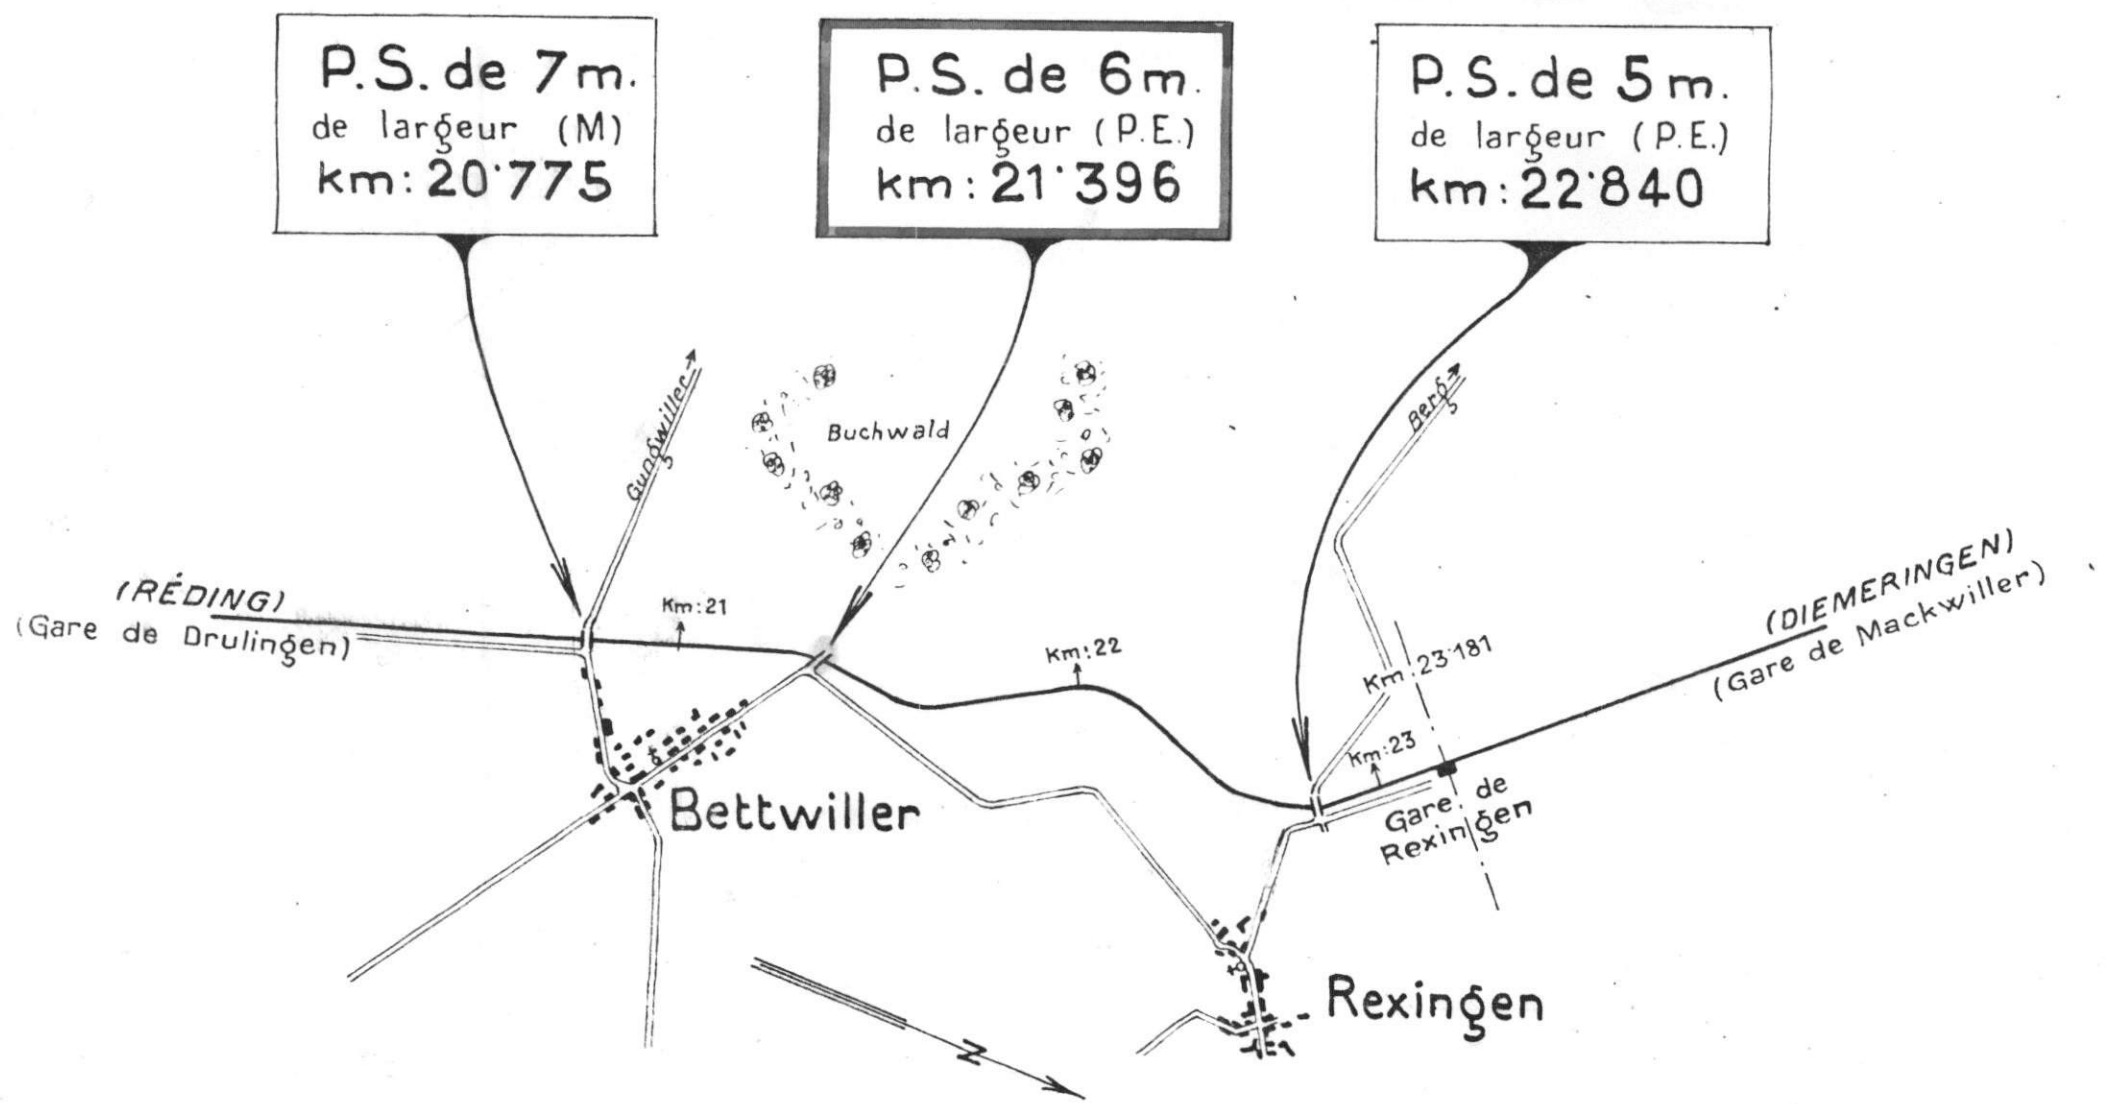 P.S. de 7m.
de largeur (M)
km: 20·775
P.S. de 6m.
de largeur (P.E.)
km: 21·396
P.S. de 5m.
de largeur (P.E.)
km: 22·840
Gungwiller
Buchwald
Berg
(RÉDING)
(Gare de Drulingen)
Km:21
Km:22
Km:23·181
Km:23
(DIEMERINGEN)
(Gare de Mackwiller)
Gare de
Rexingen
Bettwiller
Rexingen
N